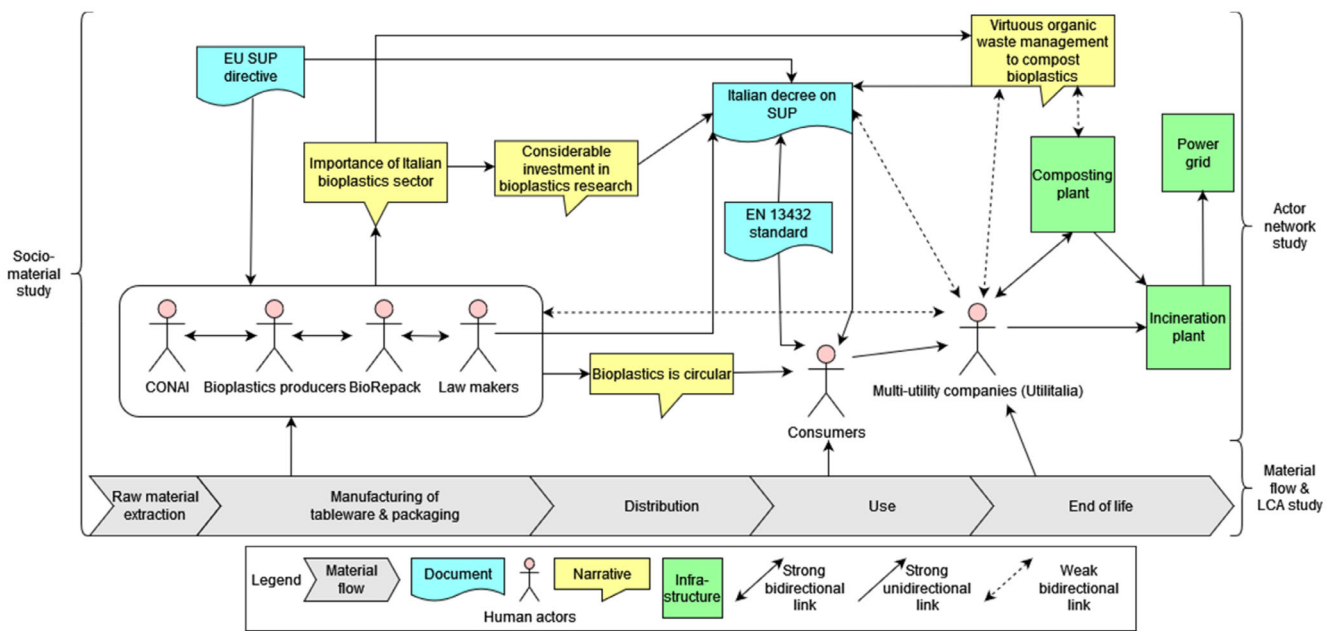 EU SUP
directive
Virtuous organic
waste management
to compost
bioplastics
Italian decree on
SUP
Importance of Italian
bioplastics sector
Considerable
investment in
bioplastics research
Composting
plant
Power
grid
EN 13432
standard
Socio-
material
study
Actor
network
study
Incineration
plant
CONAI
Bioplastics producers
BioRepack
Law makers
Bioplastics is circular
Consumers
Multi-utility companies (Utilitalia)
Raw material
extraction
Manufacturing of
tableware & packaging
Distribution
Use
End of life
Material
flow &
LCA study
Legend
Material
flow
Document
Human actors
Narrative
Infra-
structure
Strong
bidirectional
link
Strong
unidirectional
link
Weak
bidirectional
link